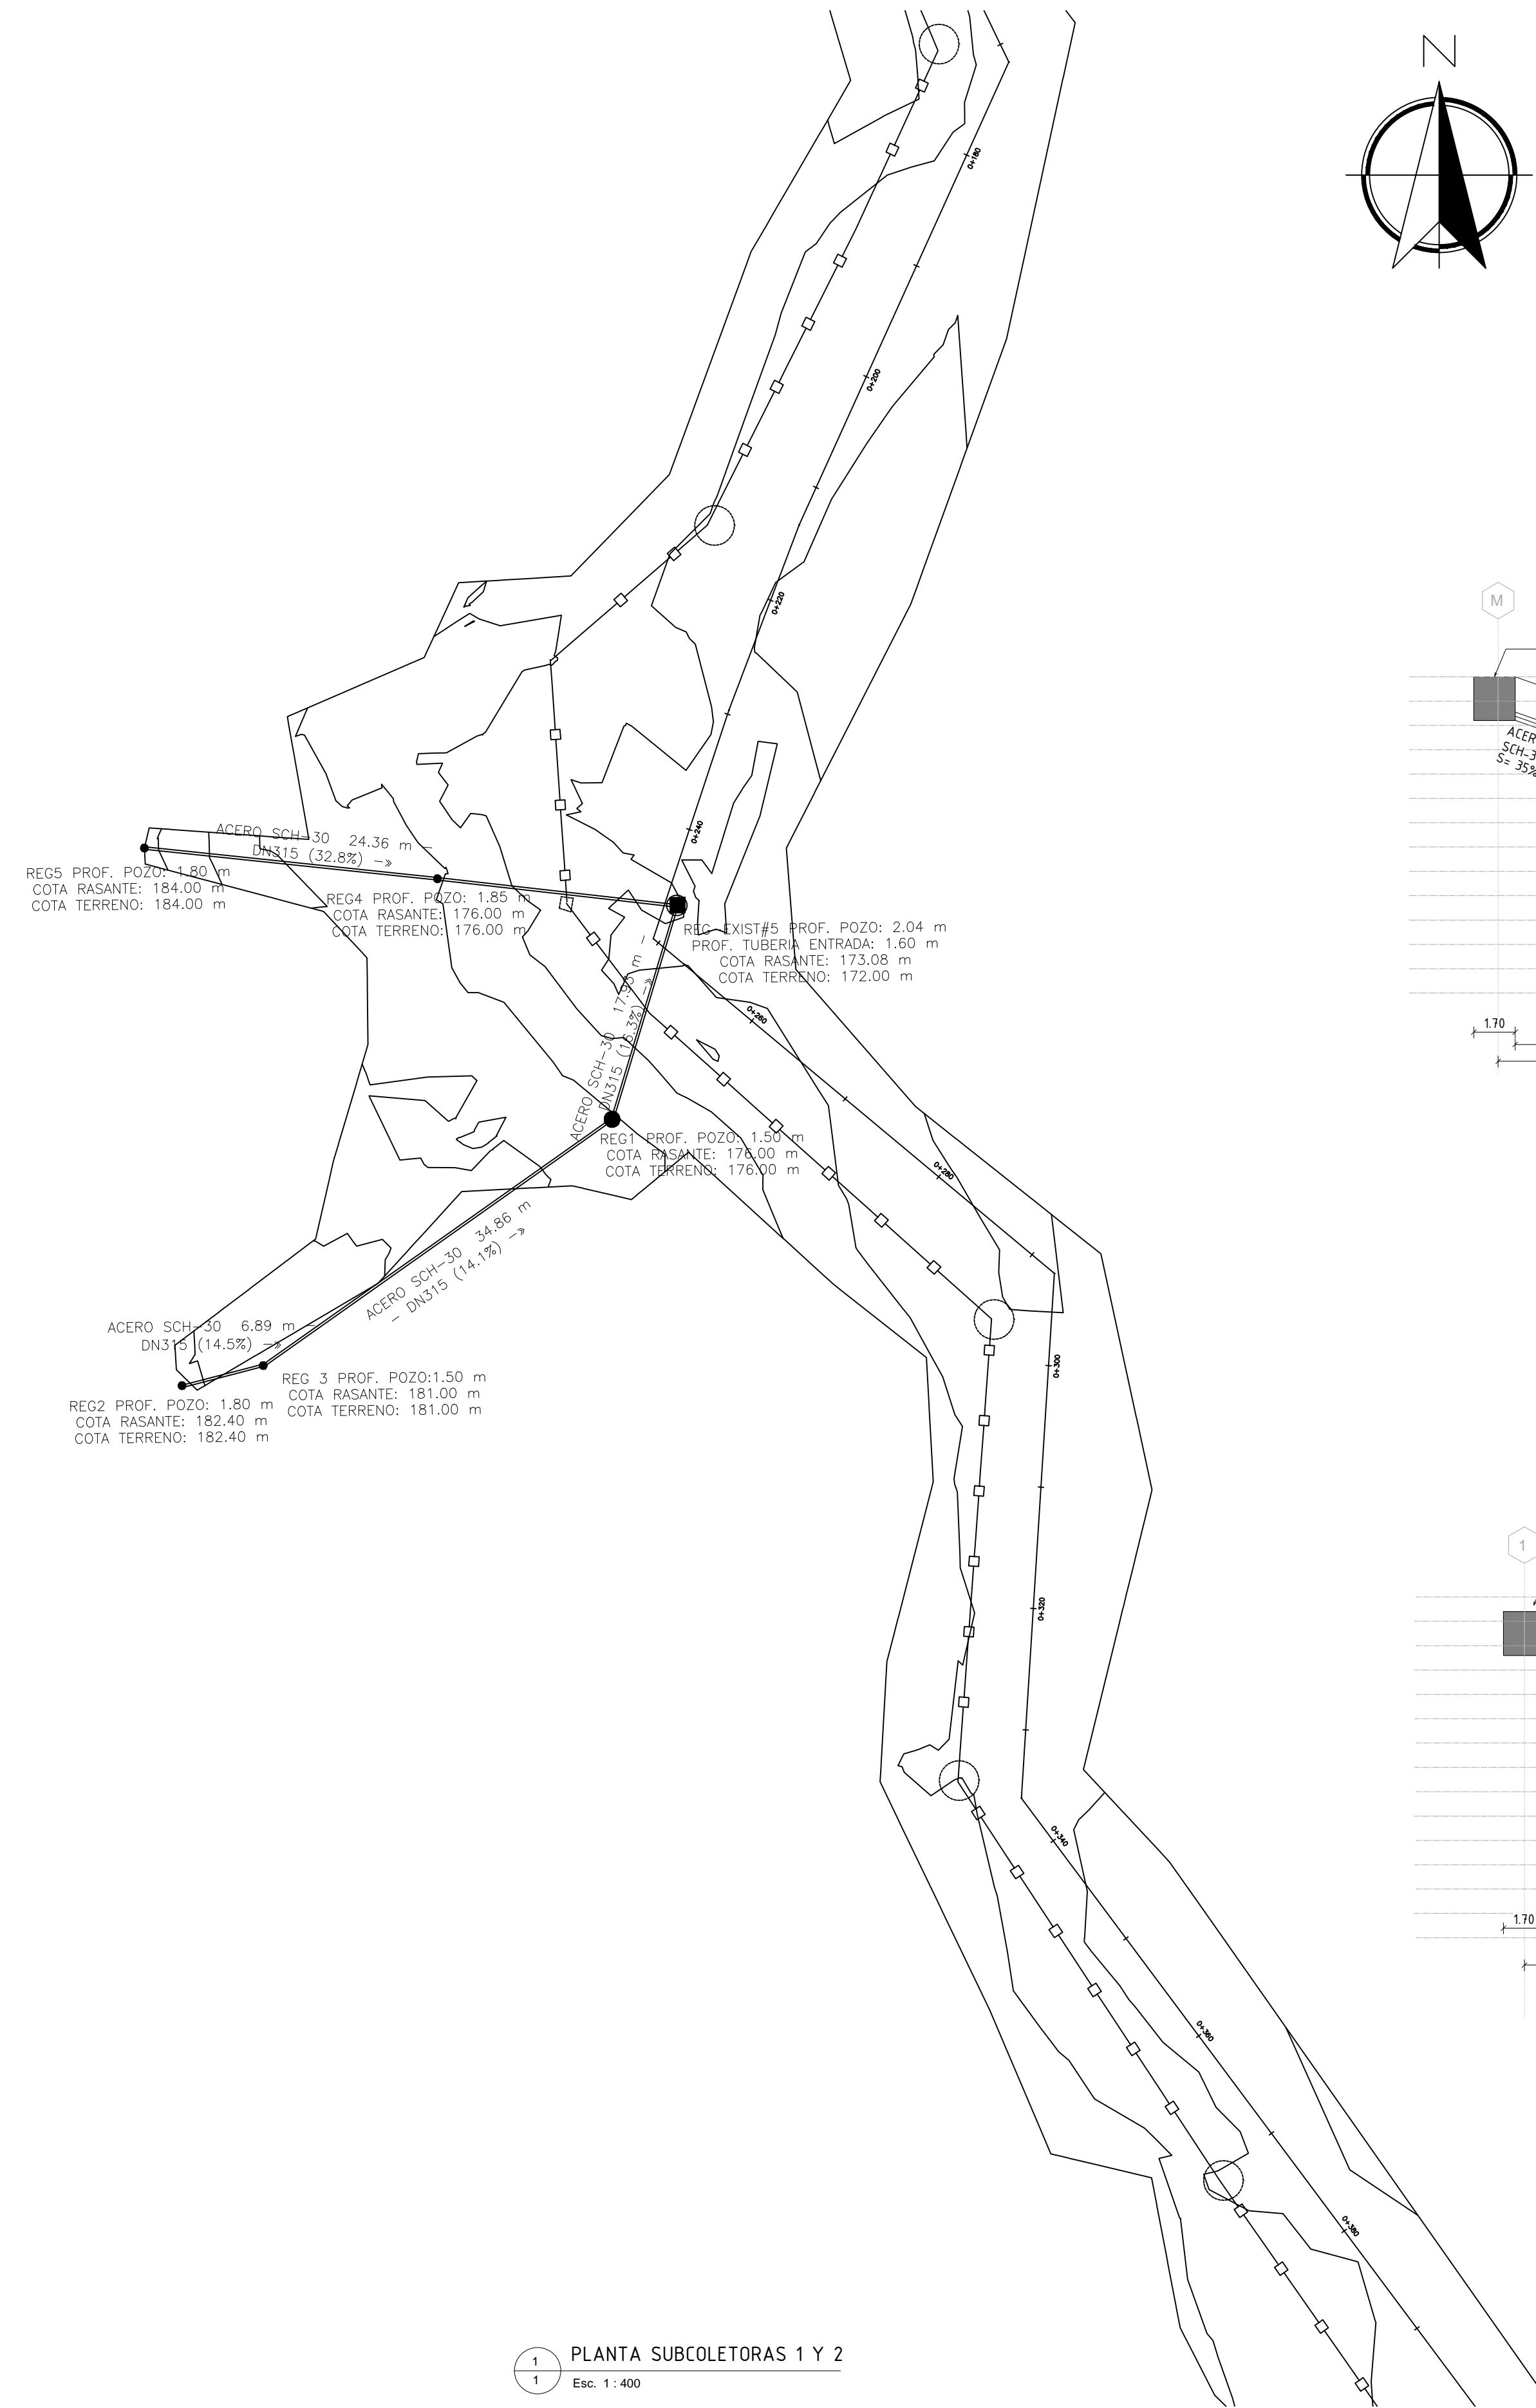 N
0+180
0+200
0+220
M
ACER
SCH-3
S= 35%
ACERO SCH-30 24.36 m –
DN315 (32.8%) –»
0+240
REG5 PROF. POZO: 1.80 m
COTA RASANTE: 184.00 m
COTA TERRENO: 184.00 m
REG4 PROF. POZO: 1.85 m
COTA RASANTE: 176.00 m
COTA TERRENO: 176.00 m
REG-EXIST#5 PROF. POZO: 2.04 m
PROF. TUBERIA ENTRADA: 1.60 m
COTA RASANTE: 173.08 m
COTA TERRENO: 172.00 m
ACERO SCH-30 17.93 m –
DN315 (16.3%) –»
0+260
1.70
REG1 PROF. POZO: 1.50 m
COTA RASANTE: 176.00 m
COTA TERRENO: 176.00 m
0+280
ACERO SCH-30 34.86 m
– DN315 (14.1%) –»
ACERO SCH-30 6.89 m –
DN315 (14.5%) –»
0+300
REG 3 PROF. POZO:1.50 m
COTA RASANTE: 181.00 m
COTA TERRENO: 181.00 m
REG2 PROF. POZO: 1.80 m
COTA RASANTE: 182.40 m
COTA TERRENO: 182.40 m
1
0+320
0+340
1.70
0+360
0+380
1
1
PLANTA SUBCOLETORAS 1 Y 2
Esc. 1 : 400